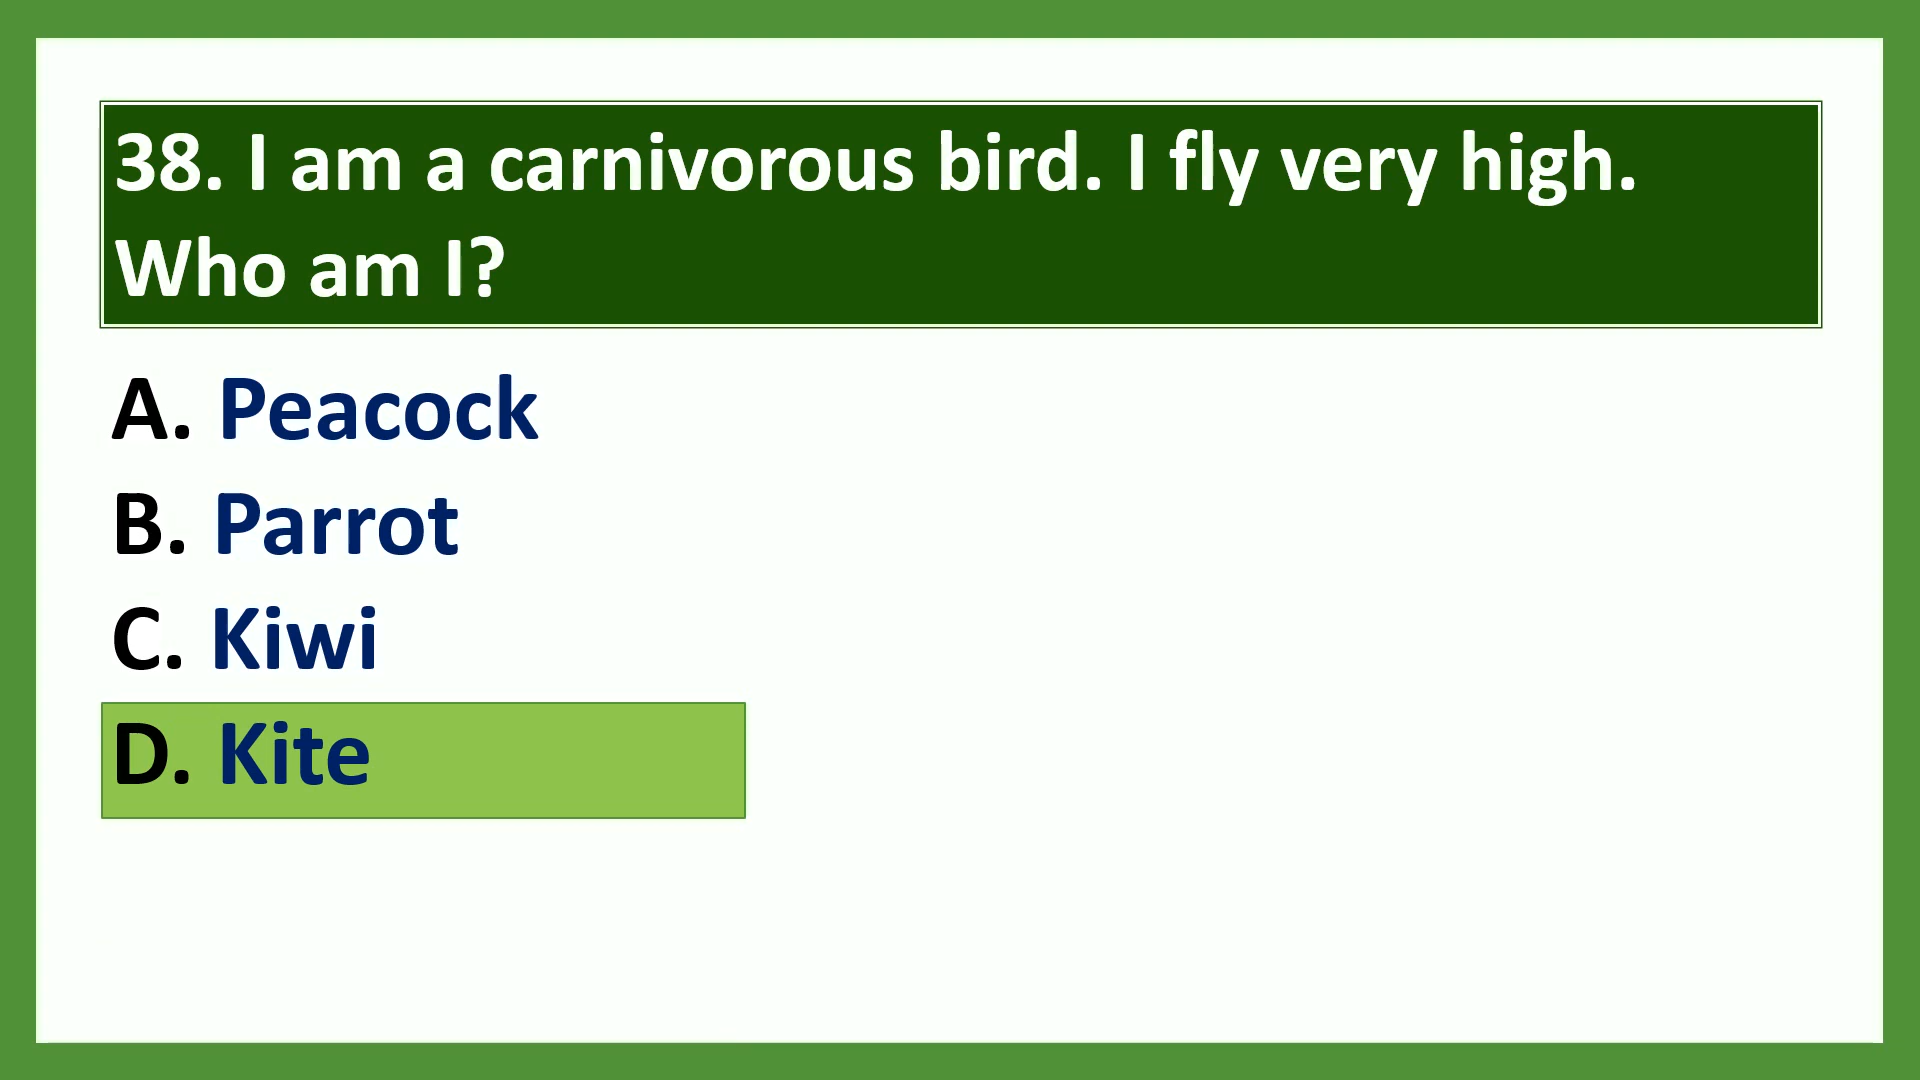 38. I am a carnivorous bird. I fly very high.
Who am I?
A. Peacock
B. Parrot
C. Kiwi
D. Kite